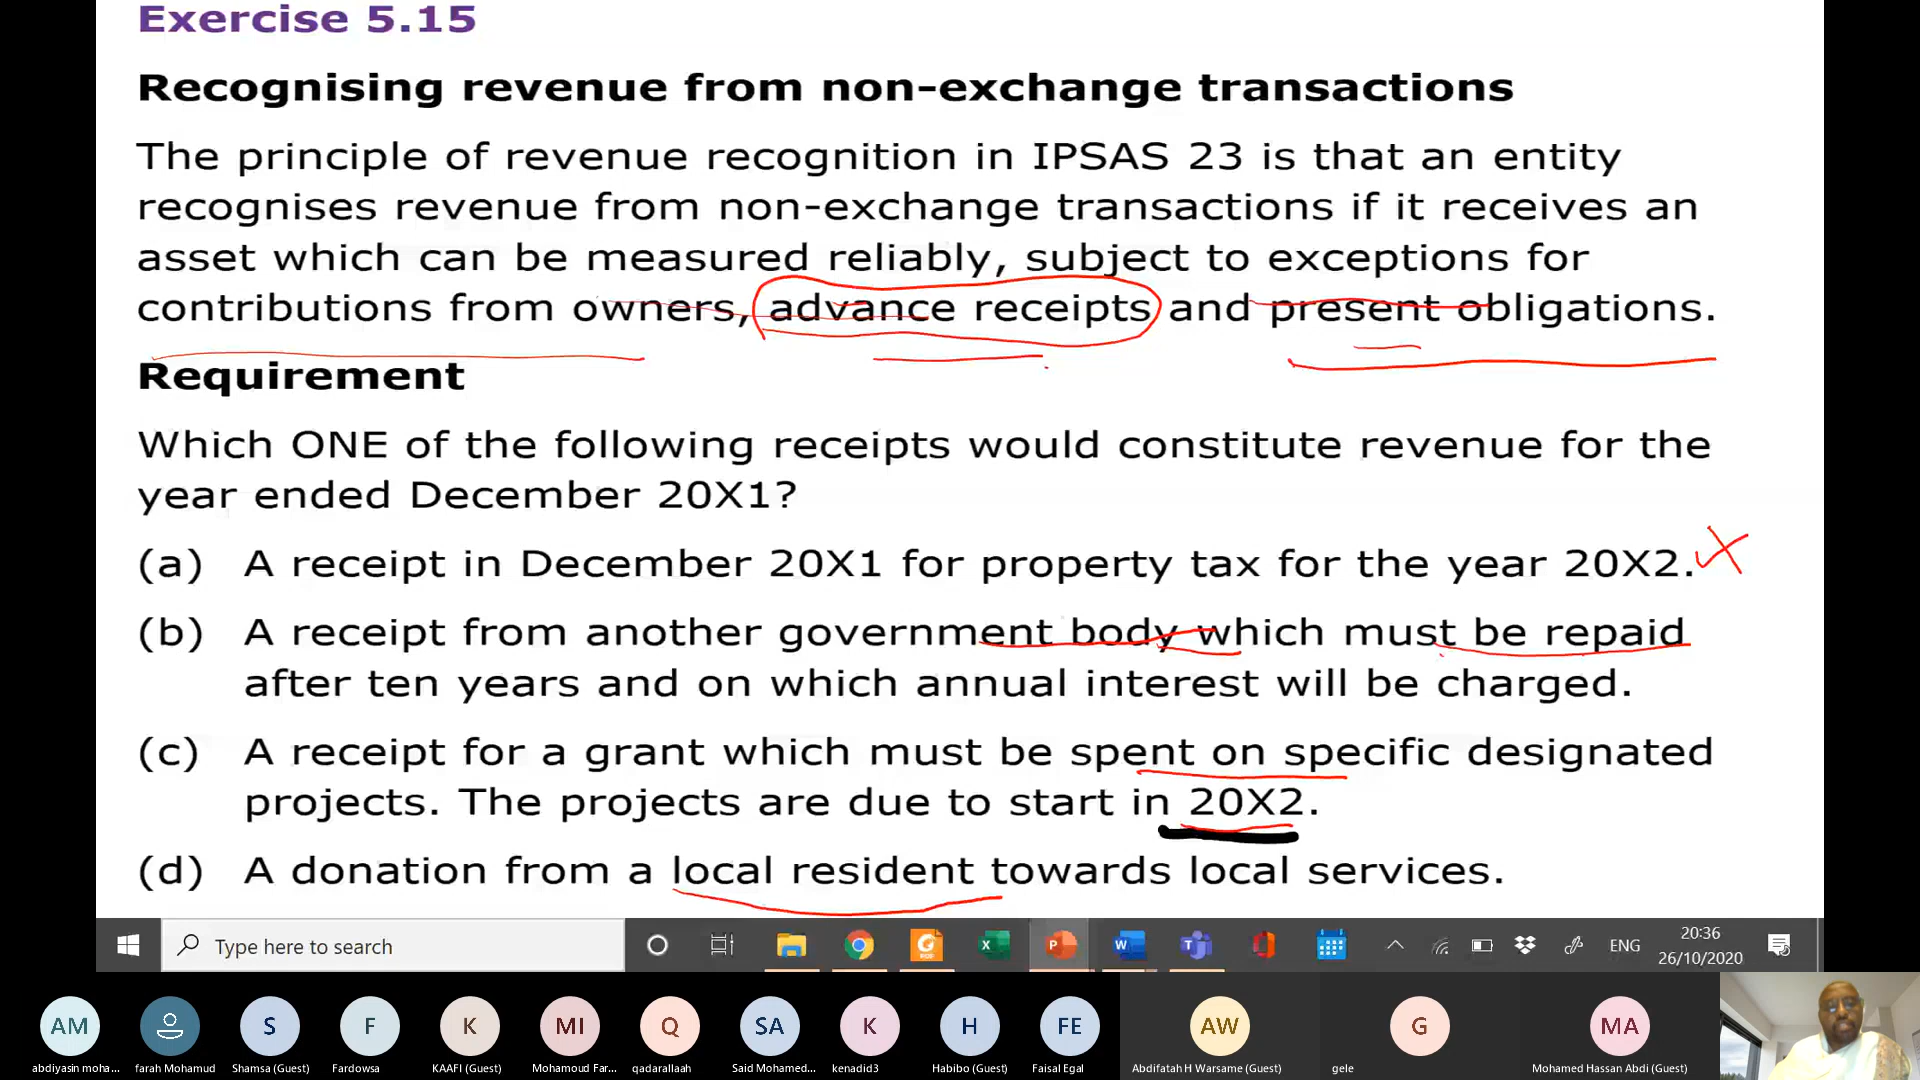 Exercise 5.15
Recognising revenue from non-exchange transactions
The principle of revenue recognition in IPSAS 23 is that an entity
recognises revenue from non-exchange transactions if it receives an
asset which can be measured reliably, subject to exceptions for
contributions from owners, advance receipts and present obligations.
Requirement
Which ONE of the following receipts would constitute revenue for the
year ended December 20X1?
(a) A receipt in December 20X1 for property tax for the year 20X2.
(b) A receipt from another government body which must be repaid
after ten years and on which annual interest will be charged.
(c) A receipt for a grant which must be spent on specific designated
projects. The projects are due to start in 20X2.
(d) A donation from a local resident towards local services.
Type here to search
ENG
20:36
26/10/2020
AM
S
F
K
MI
Q
SA
K
H
FE
AW
G
MA
abdiyasin moha...
farah Mohamud
Shamsa (Guest)
Fardowsa
KAAFI (Guest)
Mohamoud Far...
qadarallaah
Said Mohamed...
kenadid3
Habibo (Guest)
Faisal Egal
Abdifatah H Warsame (Guest)
gele
Mohamed Hassan Abdi (Guest)